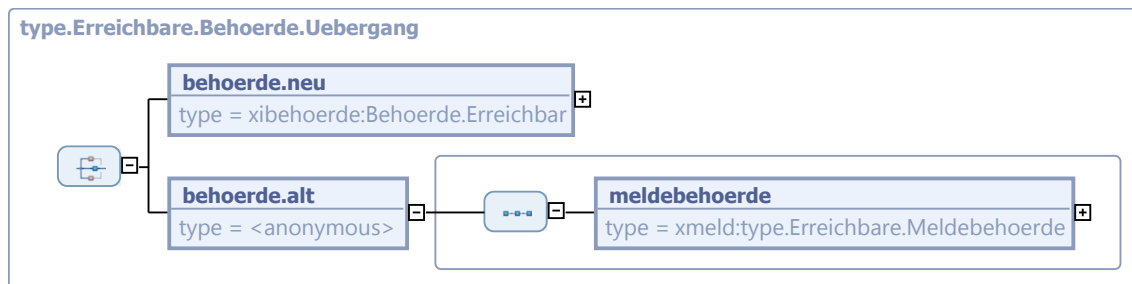 type.Erreichbare.Behoerde.Uebergang
behoerde.neu
type = xibehoerde:Behoerde.Erreichbar
behoerde.alt
type = <anonymous>
meldebehoerde
type = xmeld:type.Erreichbare.Meldebehoerde